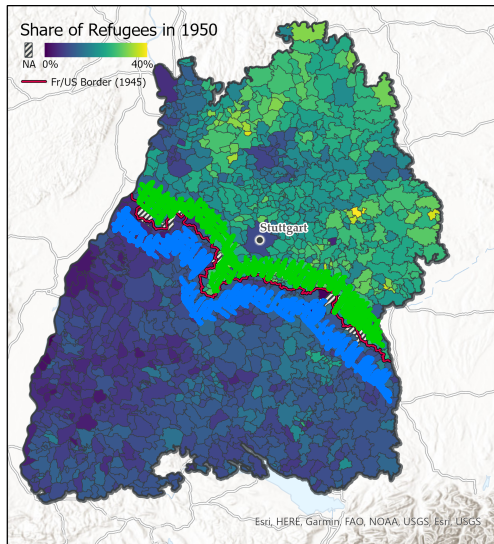 Share of Refugees in 1950
NA 0% 40%
Fr/US Border (1945)
Stuttgart
Esri, HERE, Garmin, FAO, NOAA, USGS, Esri, USGS